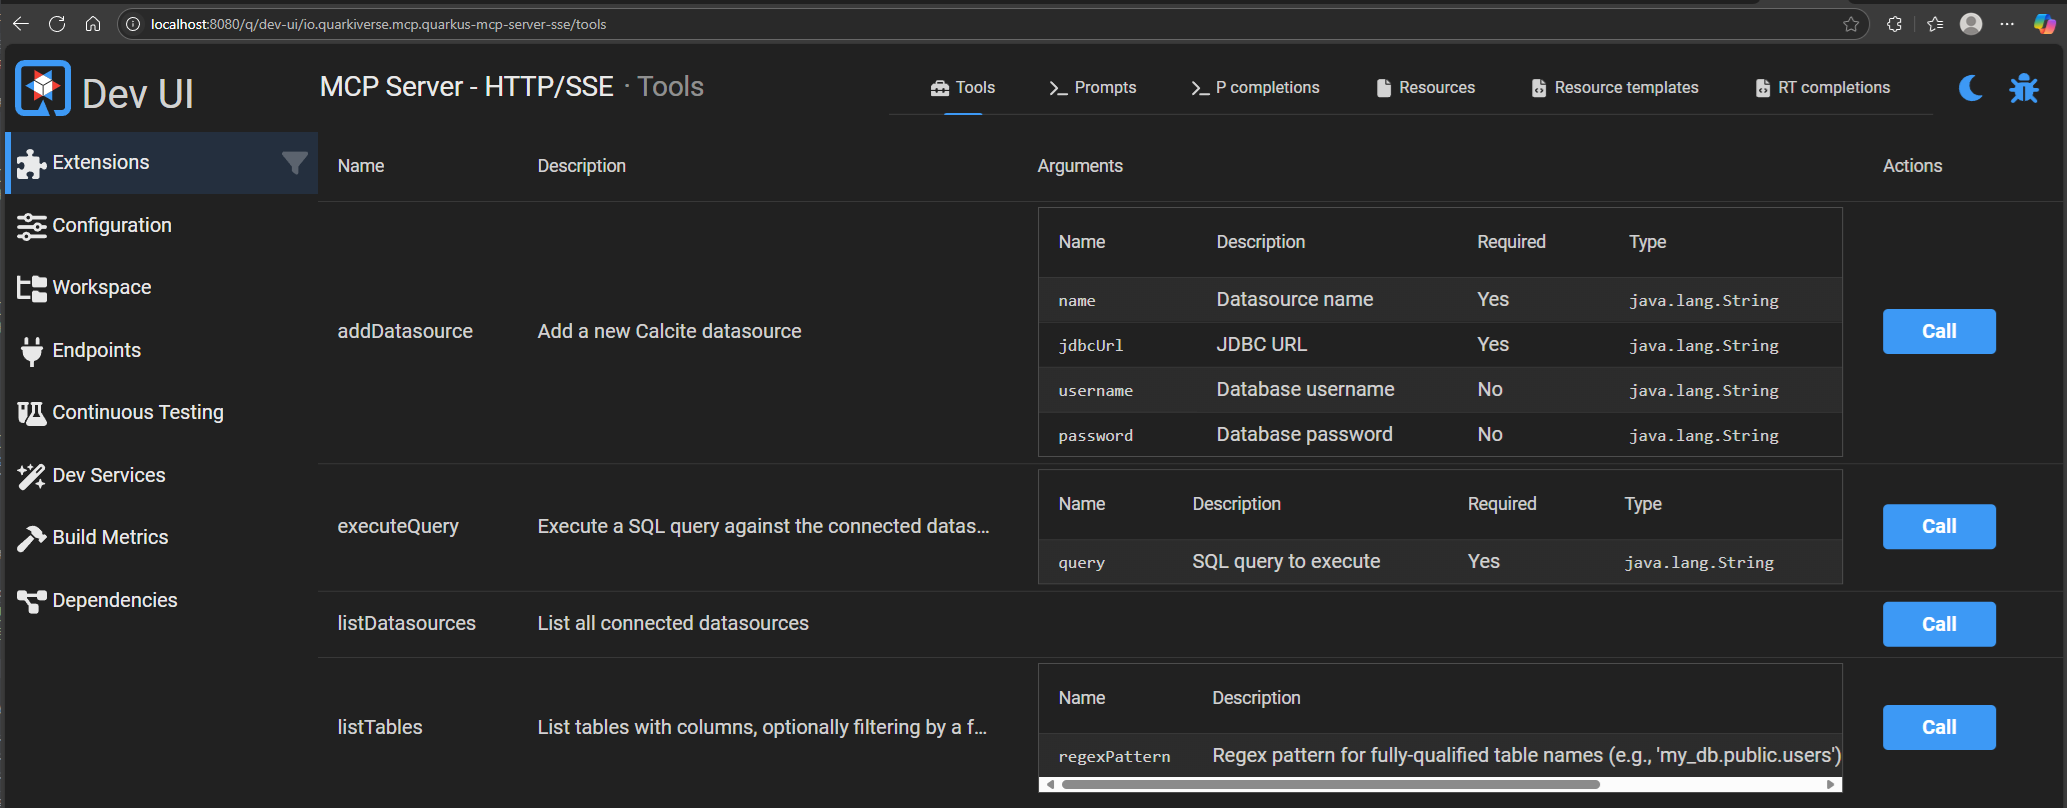 localhost:8080/q/dev-ui/io.quarkiverse.mcp.quarkus-mcp-server-sse/tools
Dev UI
MCP Server - HTTP/SSE · Tools
Tools
Prompts
P completions
Resources
Resource templates
RT completions
Extensions
Configuration
Workspace
Endpoints
Continuous Testing
Dev Services
Build Metrics
Dependencies
Name Description Arguments Actions
addDatasource Add a new Calcite datasource
Name Description Required Type
name Datasource name Yes java.lang.String
jdbcUrl JDBC URL Yes java.lang.String
username Database username No java.lang.String
password Database password No java.lang.String
Call
executeQuery Execute a SQL query against the connected datas...
Name Description Required Type
query SQL query to execute Yes java.lang.String
Call
listDatasources List all connected datasources
Call
listTables List tables with columns, optionally filtering by a f...
Name Description
regexPattern Regex pattern for fully-qualified table names (e.g., 'my_db.public.users')
Call